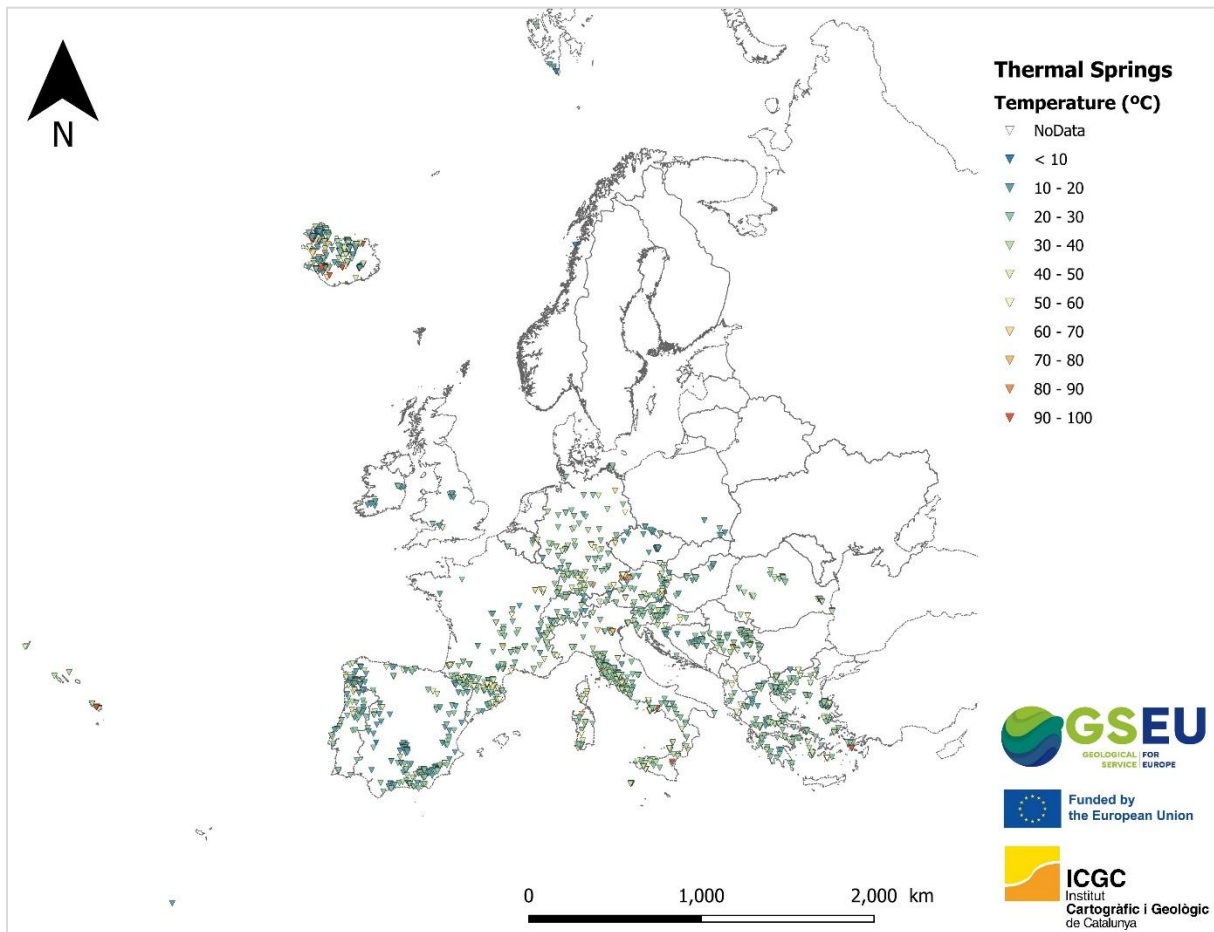 N
Thermal Springs
Temperature (ºC)
NoData
< 10
10 - 20
20 - 30
30 - 40
40 - 50
50 - 60
60 - 70
70 - 80
80 - 90
90 - 100
GSEU
GEOLOGICAL FOR
SERVICE EUROPE
Funded by
the European Union
ICGC
Institut
Cartogràfic i Geològic
de Catalunya
0 1,000 2,000 km